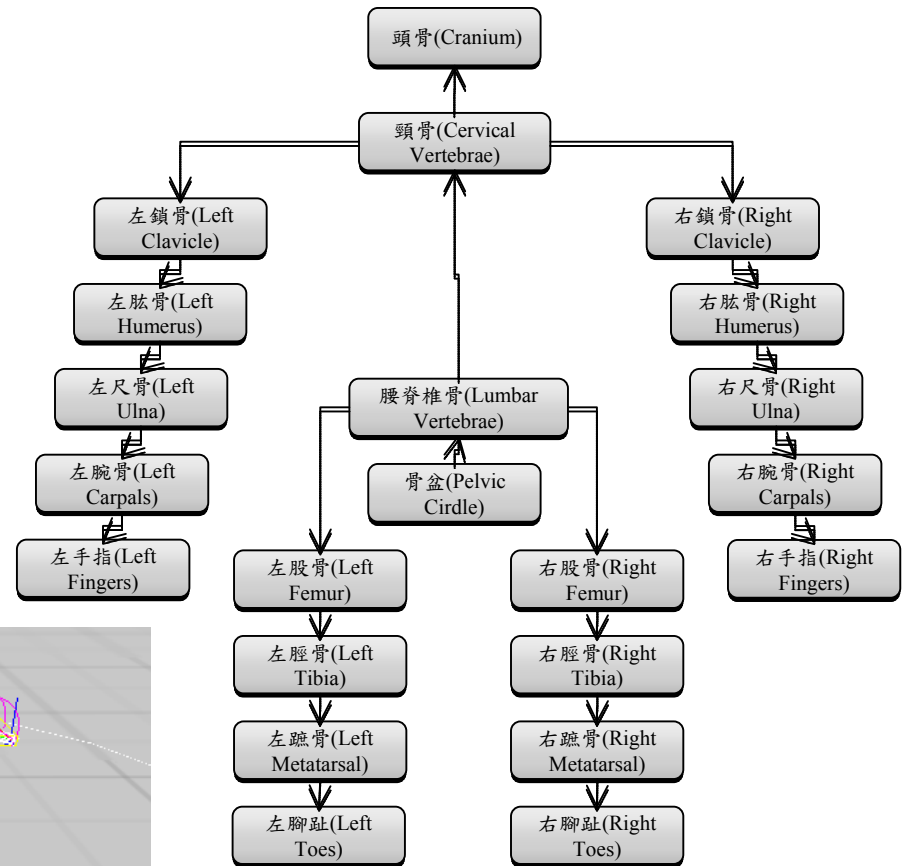 頭骨(Cranium)
頸骨(Cervical
Vertebrae)
左鎖骨(Left
Clavicle)
右鎖骨(Right
Clavicle)
左肱骨(Left
Humerus)
右肱骨(Right
Humerus)
左尺骨(Left
Ulna)
腰脊椎骨(Lumbar
Vertebrae)
右尺骨(Right
Ulna)
左腕骨(Left
Carpals)
骨盆(Pelvic
Cirdle)
右腕骨(Right
Carpals)
左手指(Left
Fingers)
右手指(Right
Fingers)
左股骨(Left
Femur)
右股骨(Right
Femur)
左脛骨(Left
Tibia)
右脛骨(Right
Tibia)
左蹠骨(Left
Metatarsal)
右蹠骨(Right
Metatarsal)
左腳趾(Left
Toes)
右腳趾(Right
Toes)